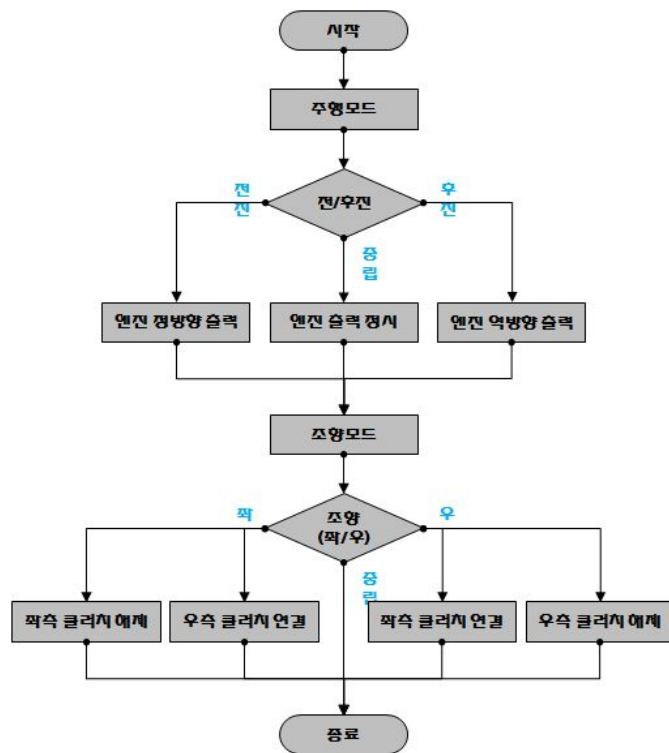 시작
주행모드
전
진
전/후진
후
진
중
립
엔진 정방향 출력
엔진 출력 정지
엔진 역방향 출력
조향모드
좌
조향
(좌/우)
우
중
립
좌측 클러치 해제
우측 클러치 연결
좌측 클러치 연결
우측 클러치 해제
종료